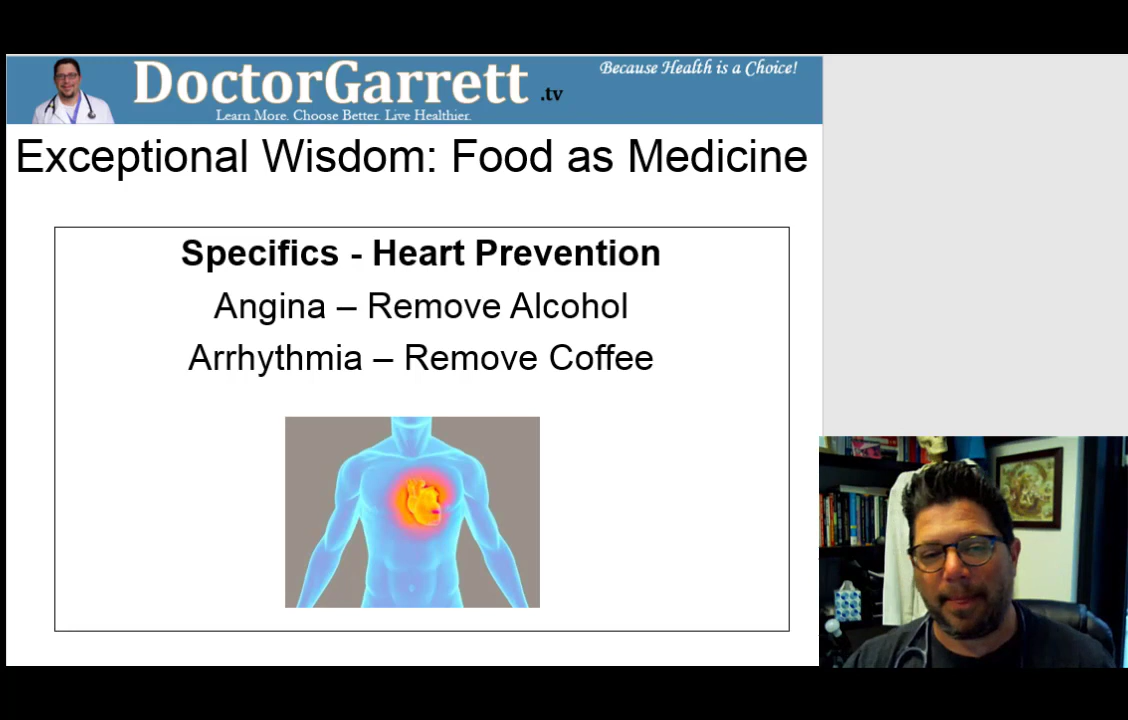 DoctorGarrett .tv
Because Health is a Choice!
Learn More. Choose Better. Live Healthier.
Exceptional Wisdom: Food as Medicine
Specifics - Heart Prevention
Angina – Remove Alcohol
Arrhythmia – Remove Coffee